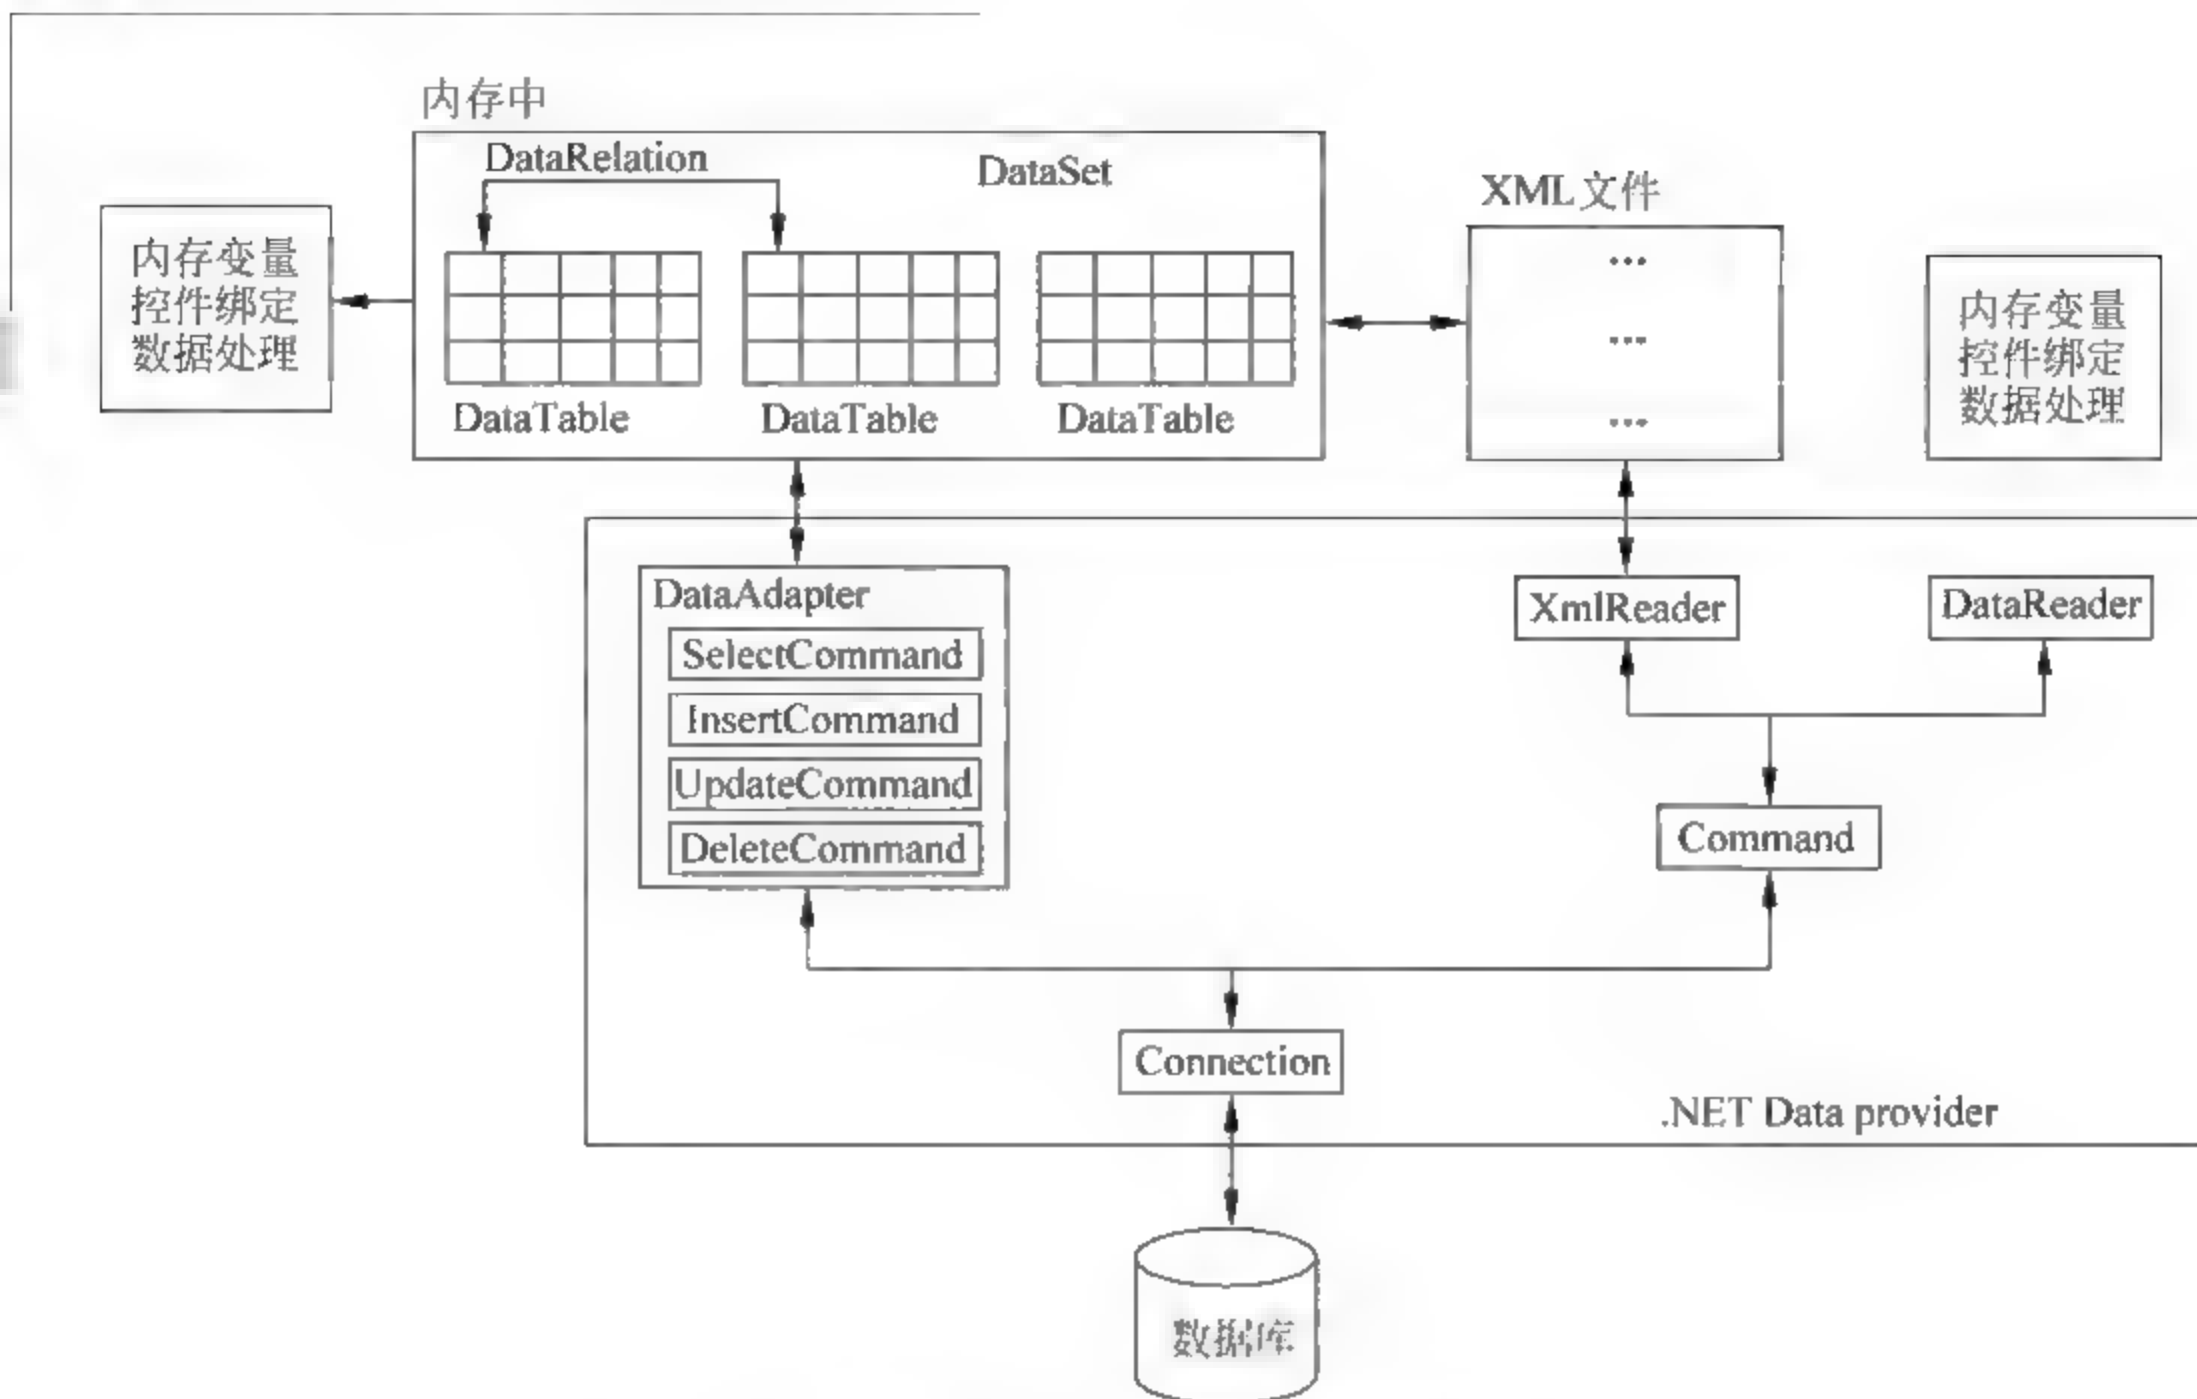 内存中
DataRelation
DataSet
XML文件
内存变量
控件绑定
数据处理
...
...
...
内存变量
控件绑定
数据处理
DataTable
DataTable
DataTable
DataAdapter
SelectCommand
InsertCommand
UpdateCommand
DeleteCommand
XmlReader
DataReader
Command
Connection
.NET Data provider
数据库